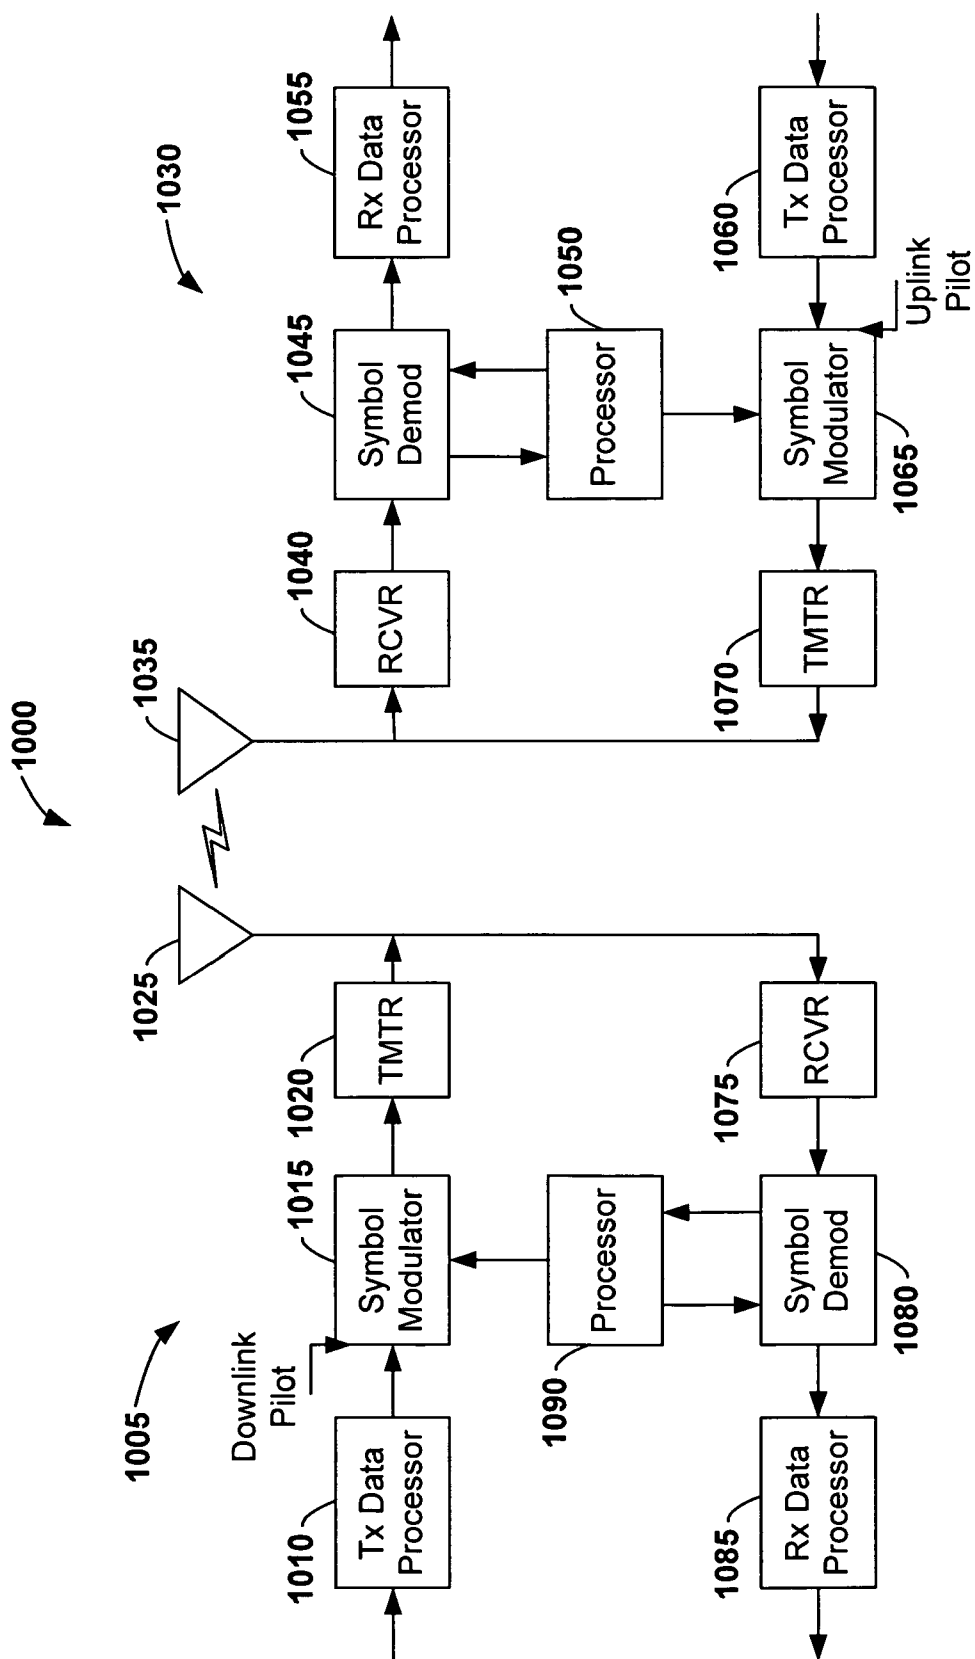 1000
1005
1030
1025
1035
Downlink
Pilot
1010
Tx Data
Processor
1015
Symbol
Modulator
1020
TMTR
1040
RCVR
1045
Symbol
Demod
1055
Rx Data
Processor
1090
Processor
1050
Processor
1085
Rx Data
Processor
1080
Symbol
Demod
1075
RCVR
1070
TMTR
1065
Symbol
Modulator
1060
Tx Data
Processor
Uplink
Pilot